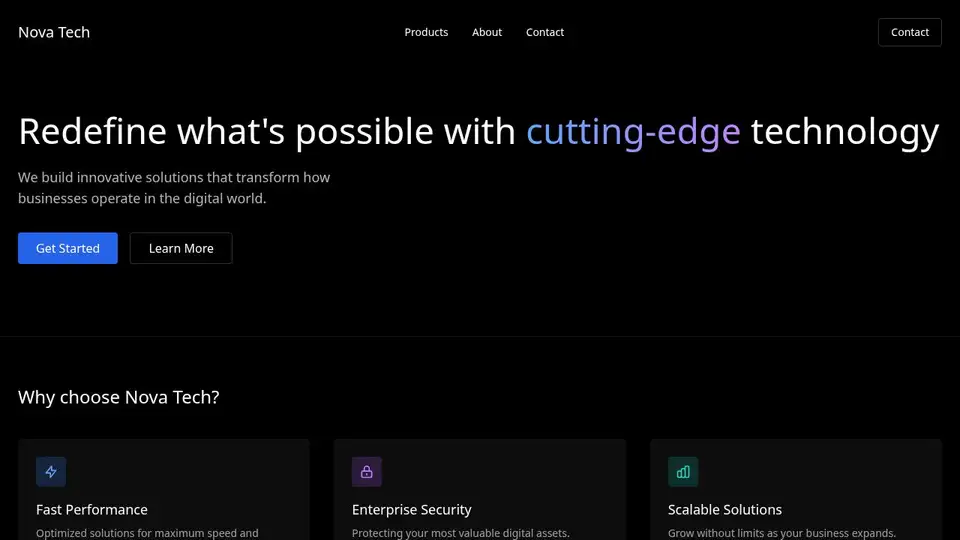 Nova Tech
Products
About
Contact
Contact
Redefine what's possible with cutting-edge technology
We build innovative solutions that transform how
businesses operate in the digital world.
Get Started
Learn More
Why choose Nova Tech?
Fast Performance
Optimized solutions for maximum speed and
Enterprise Security
Protecting your most valuable digital assets.
Scalable Solutions
Grow without limits as your business expands.